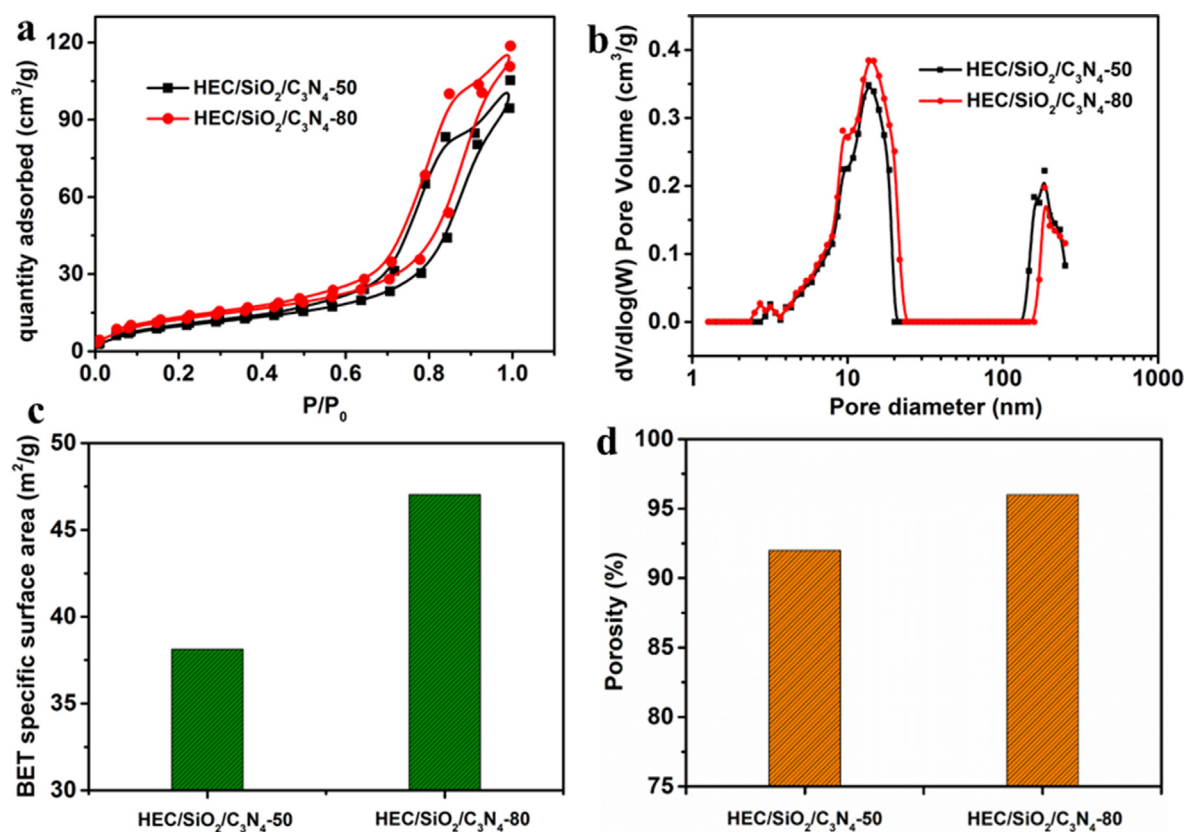 a
quantity adsorbed (cm³/g)
120
90
60
30
0
HEC/SiO₂/C₃N₄-50
HEC/SiO₂/C₃N₄-80
0.0 0.2 0.4 0.6 0.8 1.0
P/P₀
b
dV/dlog(W) Pore Volume (cm³/g)
0.4
0.3
0.2
0.1
0.0
HEC/SiO₂/C₃N₄-50
HEC/SiO₂/C₃N₄-80
1 10 100 1000
Pore diameter (nm)
c
BET specific surface area (m²/g)
50
45
40
35
30
HEC/SiO₂/C₃N₄-50 HEC/SiO₂/C₃N₄-80
d
Porosity (%)
100
95
90
85
80
75
HEC/SiO₂/C₃N₄-50 HEC/SiO₂/C₃N₄-80